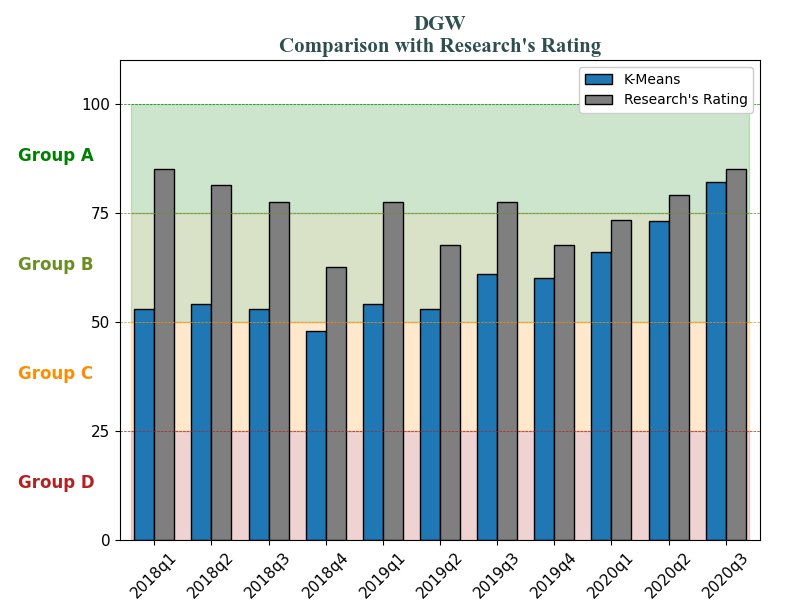 DGW
Comparison with Research's Rating
K-Means
Research's Rating
100
Group A
75
Group B
50
Group C
25
Group D
0
2018q1 2018q2 2018q3 2018q4 2019q1 2019q2 2019q3 2019q4 2020q1 2020q2 2020q3